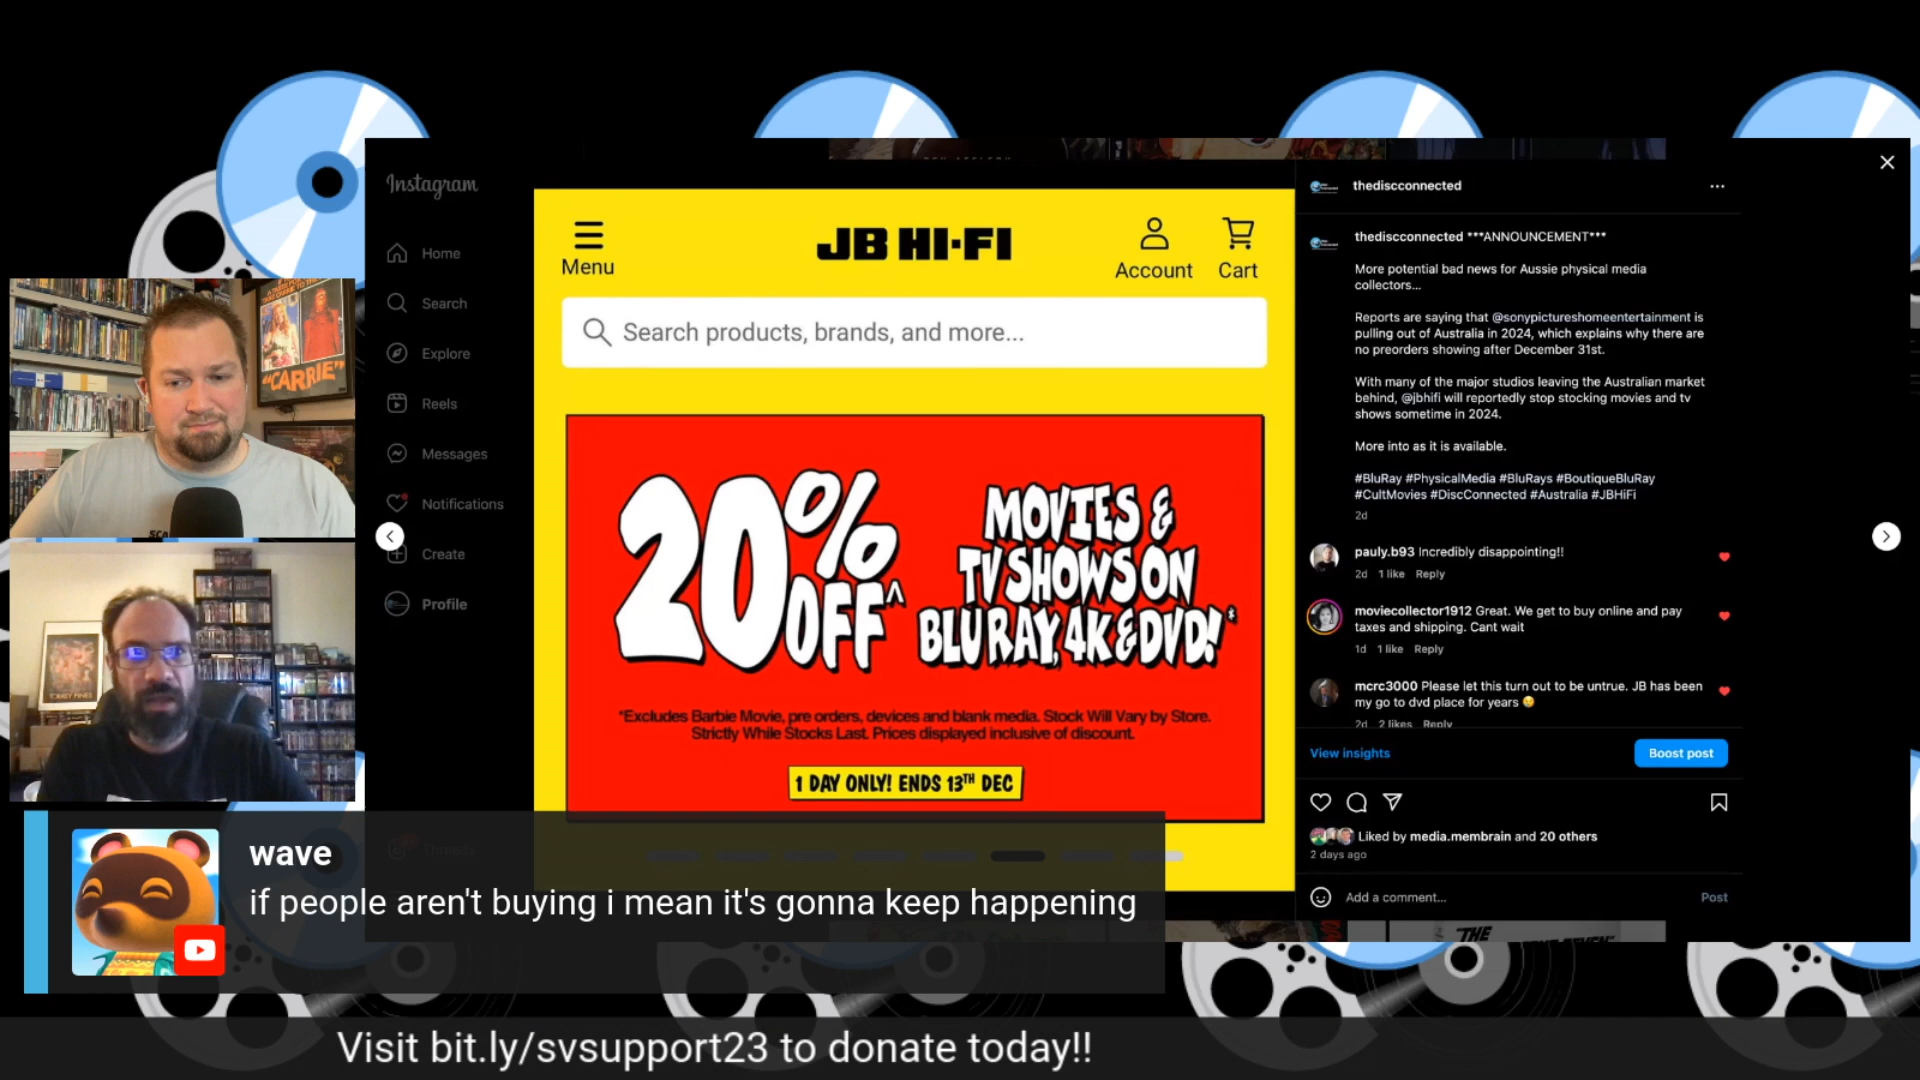 Instagram
Home
Search
Explore
Reels
Messages
Notifications
Create
Profile
Threads
Menu
JB HI-FI
Account
Cart
Search products, brands, and more...
20% OFF^
MOVIES &
TV SHOWS ON
BLURAY, 4K & DVD!*
*Excludes Barbie Movie, pre orders, devices and blank media. Stock Will Vary by Store.
Strictly While Stocks Last. Prices displayed inclusive of discount.
1 DAY ONLY! ENDS 13TH DEC
thediscconnected
thediscconnected ***ANNOUNCEMENT***
More potential bad news for Aussie physical media
collectors...
Reports are saying that @sonypictureshomeentertainment is
pulling out of Australia in 2024, which explains why there are
no preorders showing after December 31st.
With many of the major studios leaving the Australian market
behind, @jbhifi will reportedly stop stocking movies and tv
shows sometime in 2024.
More into as it is available.
#BluRay #PhysicalMedia #BluRays #BoutiqueBluRay
#CultMovies #DiscConnected #Australia #JBHiFi
2d
pauly.b93 Incredibly disappointing!!
2d 1 like Reply
moviecollector1912 Great. We get to buy online and pay
taxes and shipping. Cant wait
1d 1 like Reply
mcrc3000 Please let this turn out to be untrue. JB has been
my go to dvd place for years 😢
2d 2 likes Reply
View insights
Boost post
Liked by media.membrain and 20 others
2 days ago
Add a comment...
Post
"CARRIE"
THE
wave
if people aren't buying i mean it's gonna keep happening
Visit bit.ly/svsupport23 to donate today!!